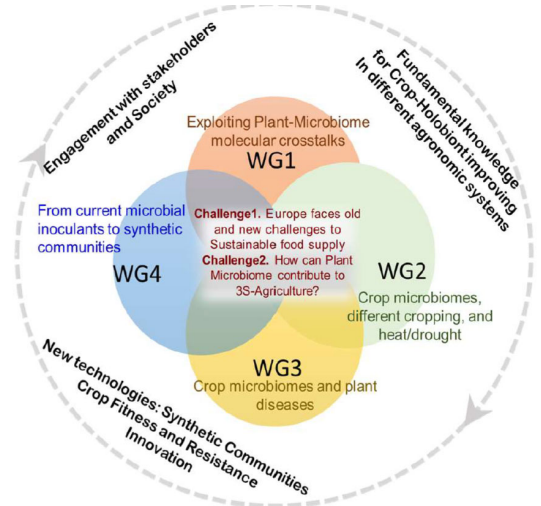 Engagement with stakeholders
amd Society
Fundamental knowledge
for Crop-Holobiont improving
In different agronomic systems
Exploiting Plant-Microbiome
molecular crosstalks
WG1
From current microbial
inoculants to synthetic
communities
WG4
Challenge1. Europe faces old
and new challenges to
Sustainable food supply
Challenge2. How can Plant
Microbiome contribute to
3S-Agriculture?
WG2
Crop microbiomes,
different cropping, and
heat/drought
WG3
Crop microbiomes and plant
diseases
New technologies: Synthetic Communities
Crop Fitness and Resistance
Innovation